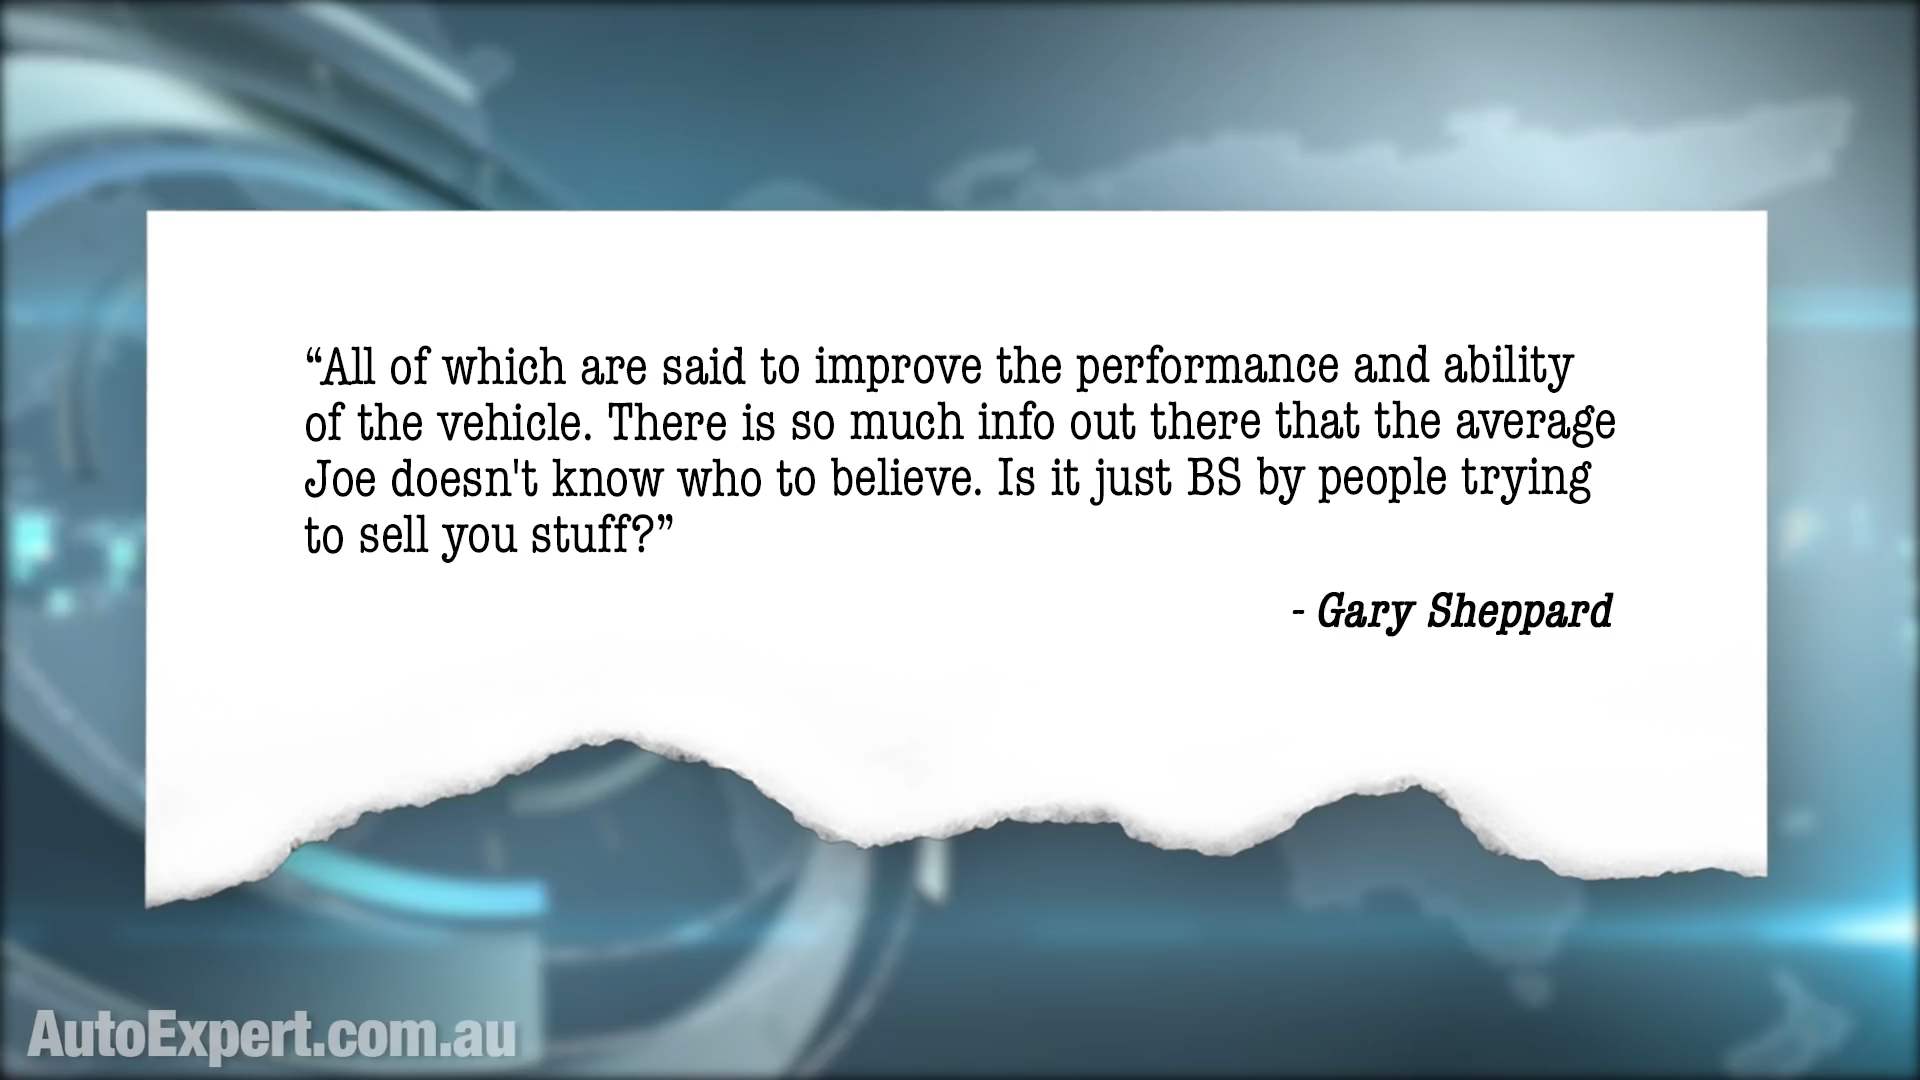 “All of which are said to improve the performance and ability
of the vehicle. There is so much info out there that the average
Joe doesn't know who to believe. Is it just BS by people trying
to sell you stuff?”
- Gary Sheppard
AutoExpert.com.au